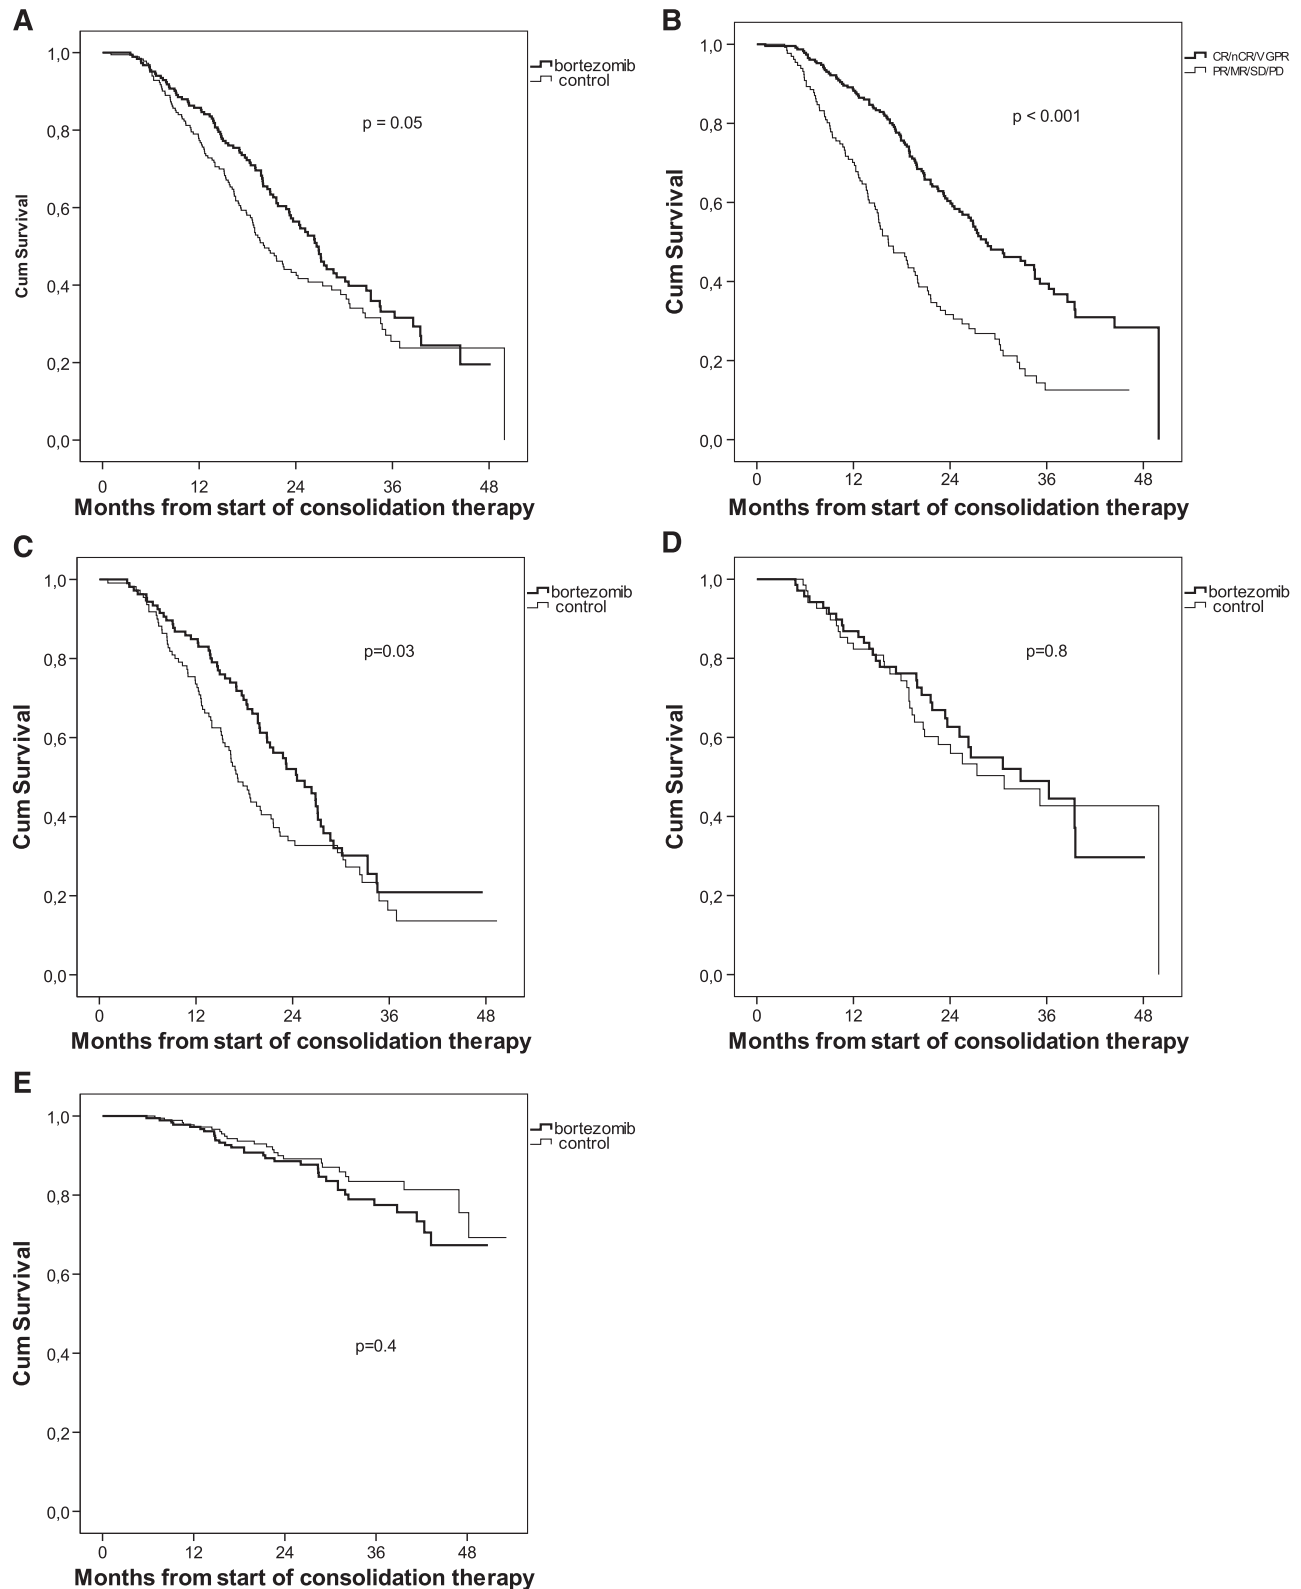 A
1,0
0,8
0,6
0,4
0,2
0,0
Cum Survival
p = 0.05
bortezomib
control
0 12 24 36 48
Months from start of consolidation therapy
B
1,0
0,8
0,6
0,4
0,2
0,0
Cum Survival
p < 0.001
CR/nCR/VGPR
PR/MR/SD/PD
0 12 24 36 48
Months from start of consolidation therapy
C
1,0
0,8
0,6
0,4
0,2
0,0
Cum Survival
p=0.03
bortezomib
control
0 12 24 36 48
Months from start of consolidation therapy
D
1,0
0,8
0,6
0,4
0,2
0,0
Cum Survival
p=0.8
bortezomib
control
0 12 24 36 48
Months from start of consolidation therapy
E
1,0
0,8
0,6
0,4
0,2
0,0
Cum Survival
p=0.4
bortezomib
control
0 12 24 36 48
Months from start of consolidation therapy